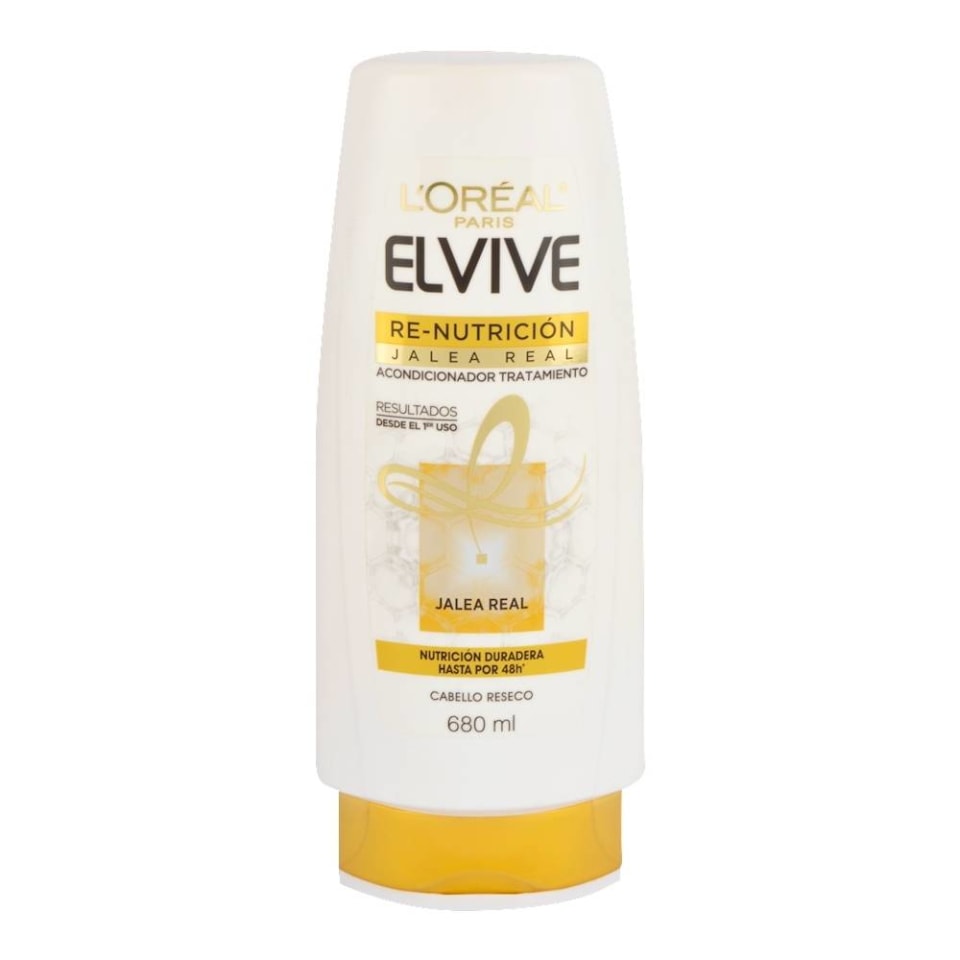 L'ORÉAL®
PARIS
ELVIVE
RE-NUTRICIÓN
JALEA REAL
ACONDICIONADOR TRATAMIENTO
RESULTADOS
DESDE EL 1ER USO
JALEA REAL
NUTRICIÓN DURADERA
HASTA POR 48h*
CABELLO RESECO
680 ml